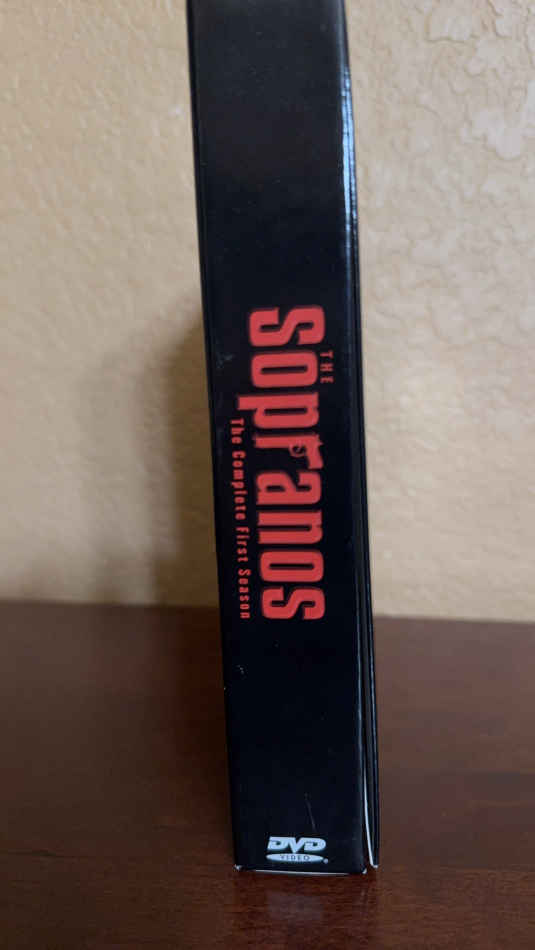 THE
Sopranos
The Complete First Season
DVD
VIDEO